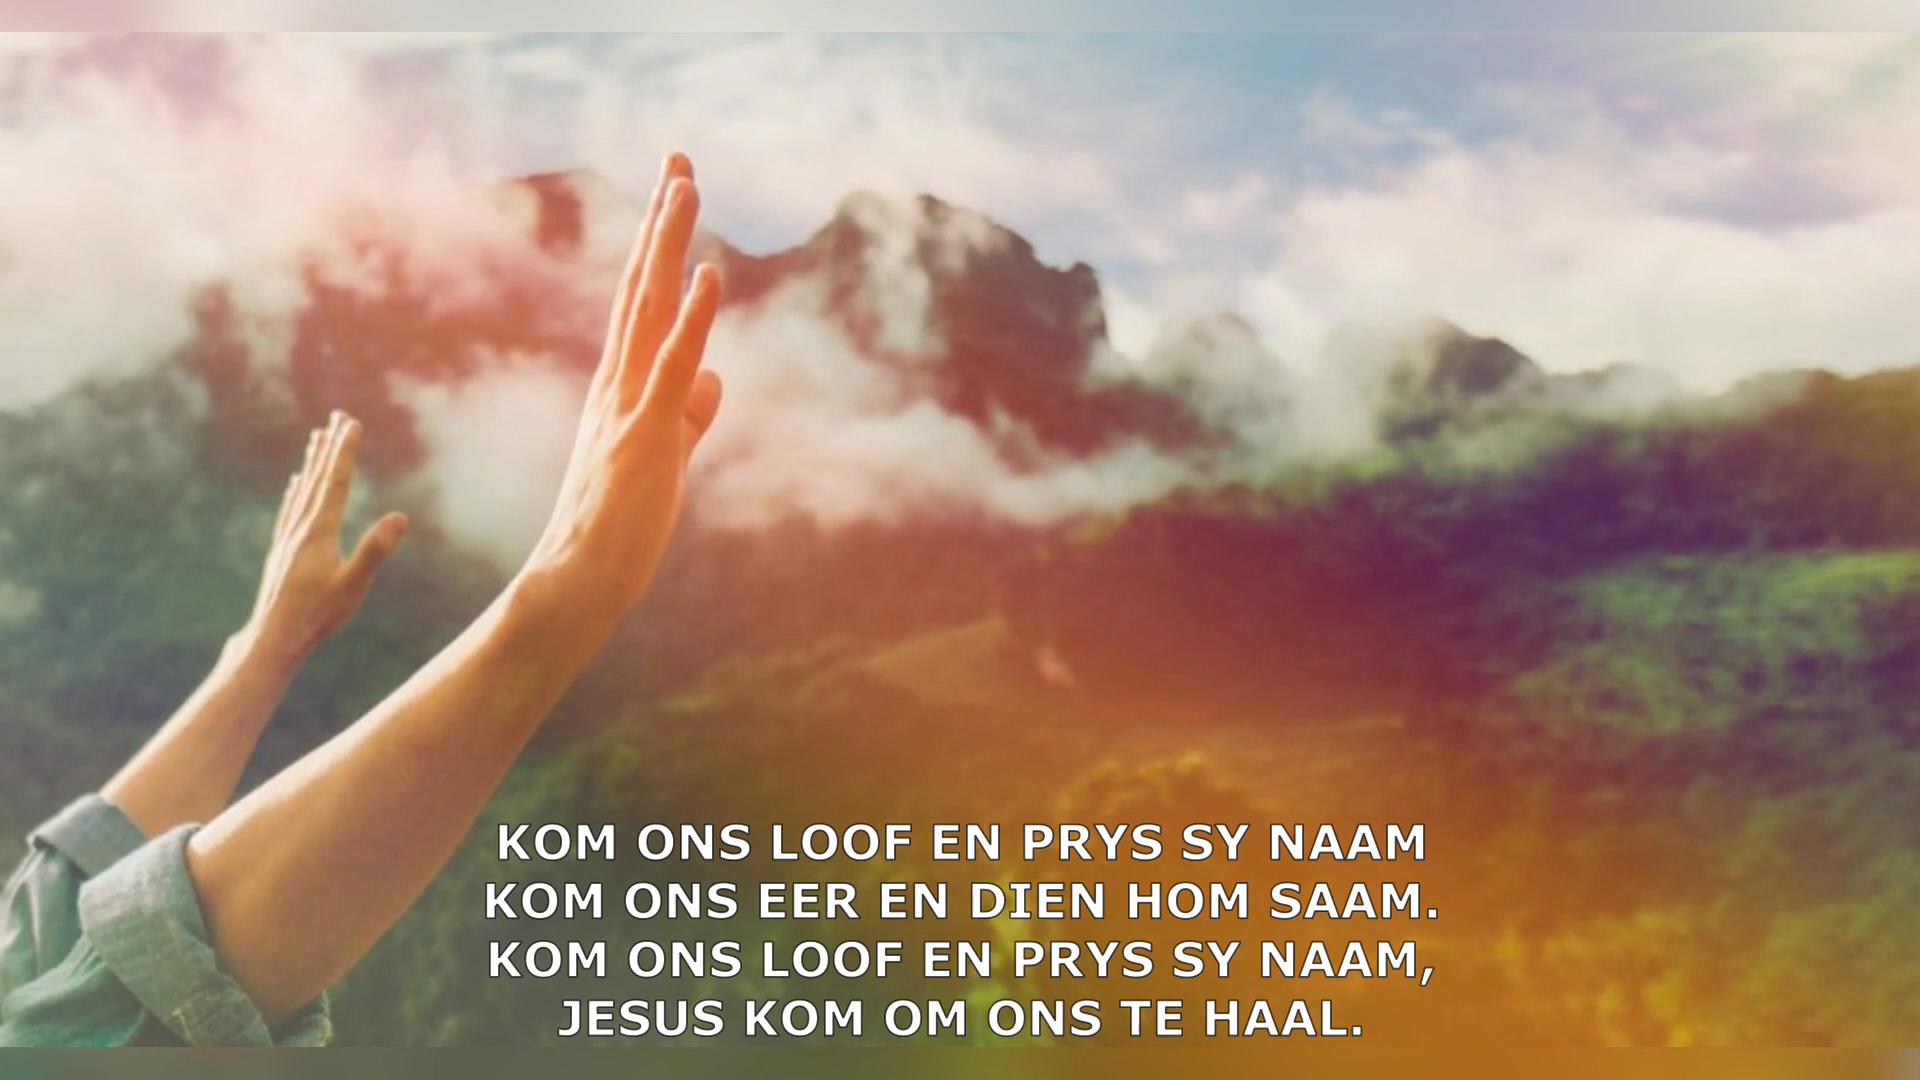 KOM ONS LOOF EN PRYS SY NAAM
KOM ONS EER EN DIEN HOM SAAM.
KOM ONS LOOF EN PRYS SY NAAM,
JESUS KOM OM ONS TE HAAL.